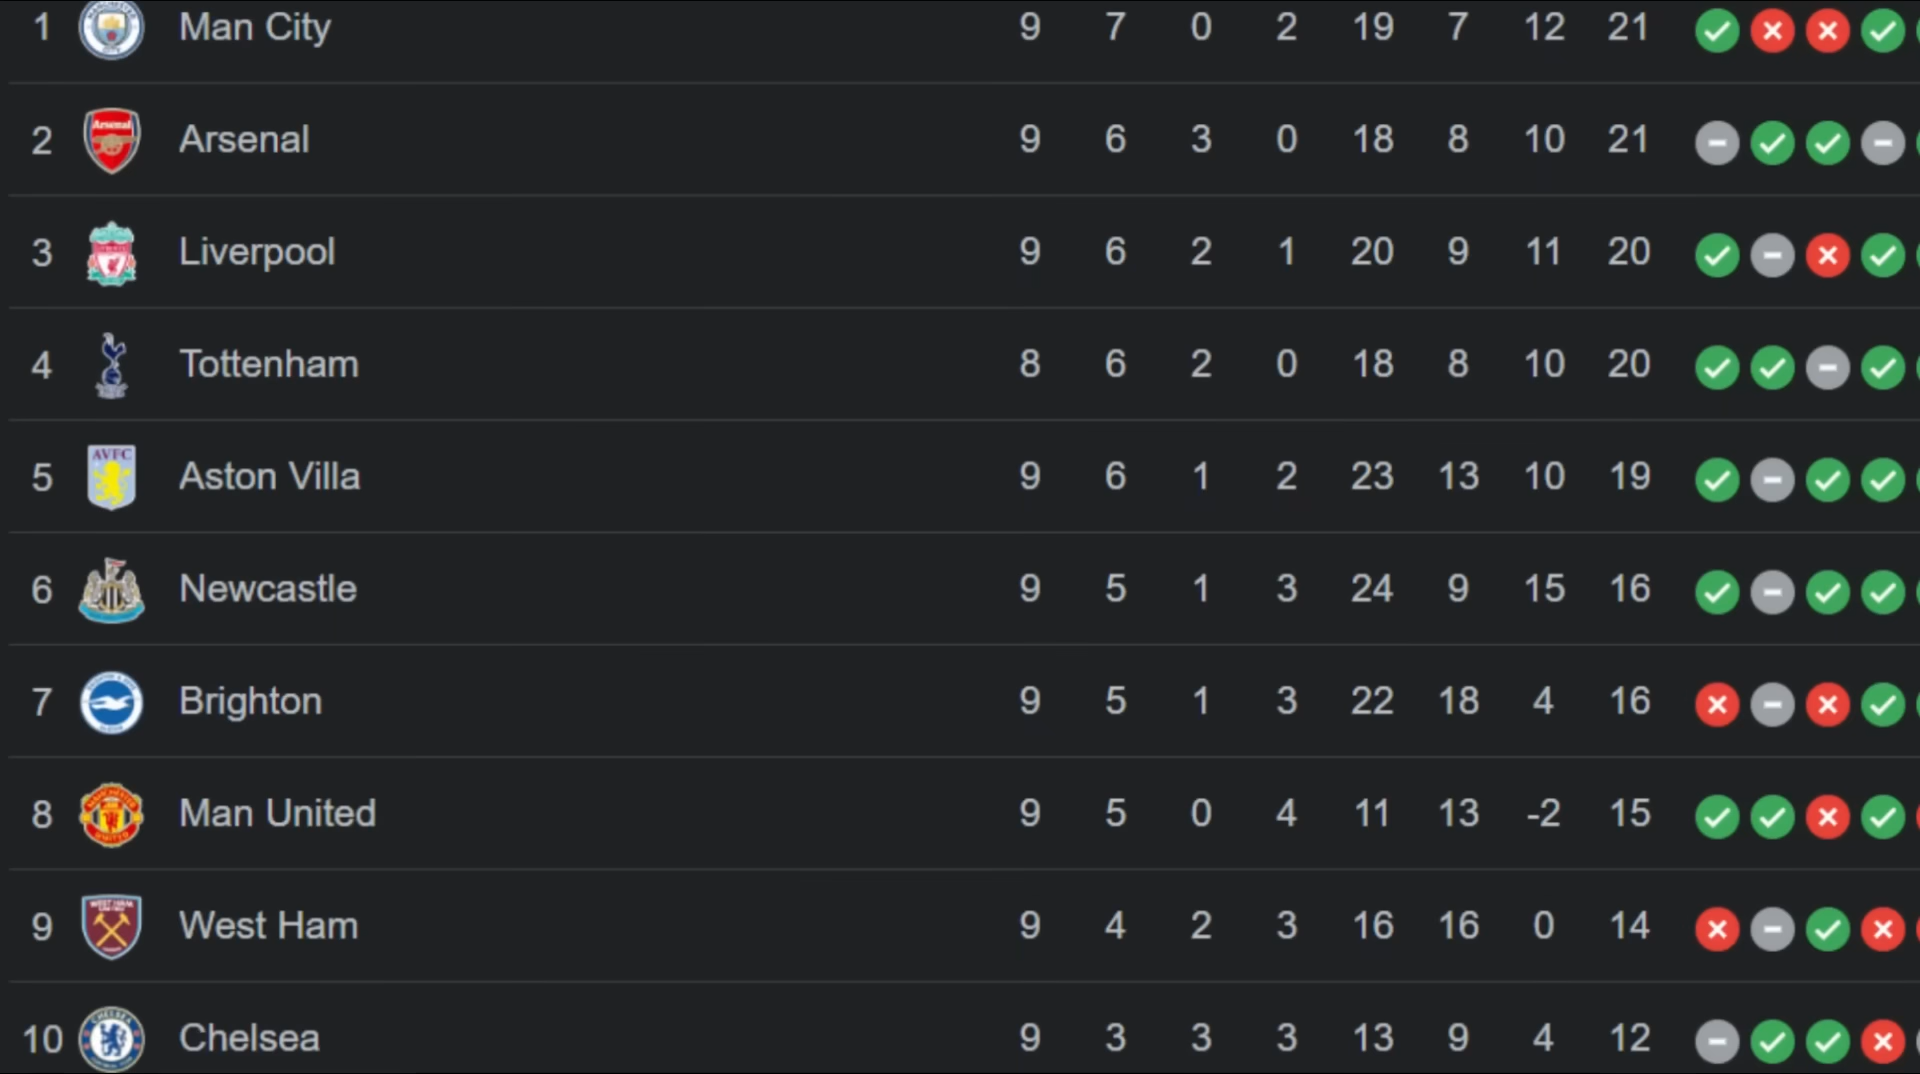 1 Man City 9 7 0 2 19 7 12 21
2 Arsenal 9 6 3 0 18 8 10 21
3 Liverpool 9 6 2 1 20 9 11 20
4 Tottenham 8 6 2 0 18 8 10 20
5 AVFC Aston Villa 9 6 1 2 23 13 10 19
6 Newcastle 9 5 1 3 24 9 15 16
7 Brighton 9 5 1 3 22 18 4 16
8 Man United 9 5 0 4 11 13 -2 15
9 West Ham 9 4 2 3 16 16 0 14
10 Chelsea 9 3 3 3 13 9 4 12